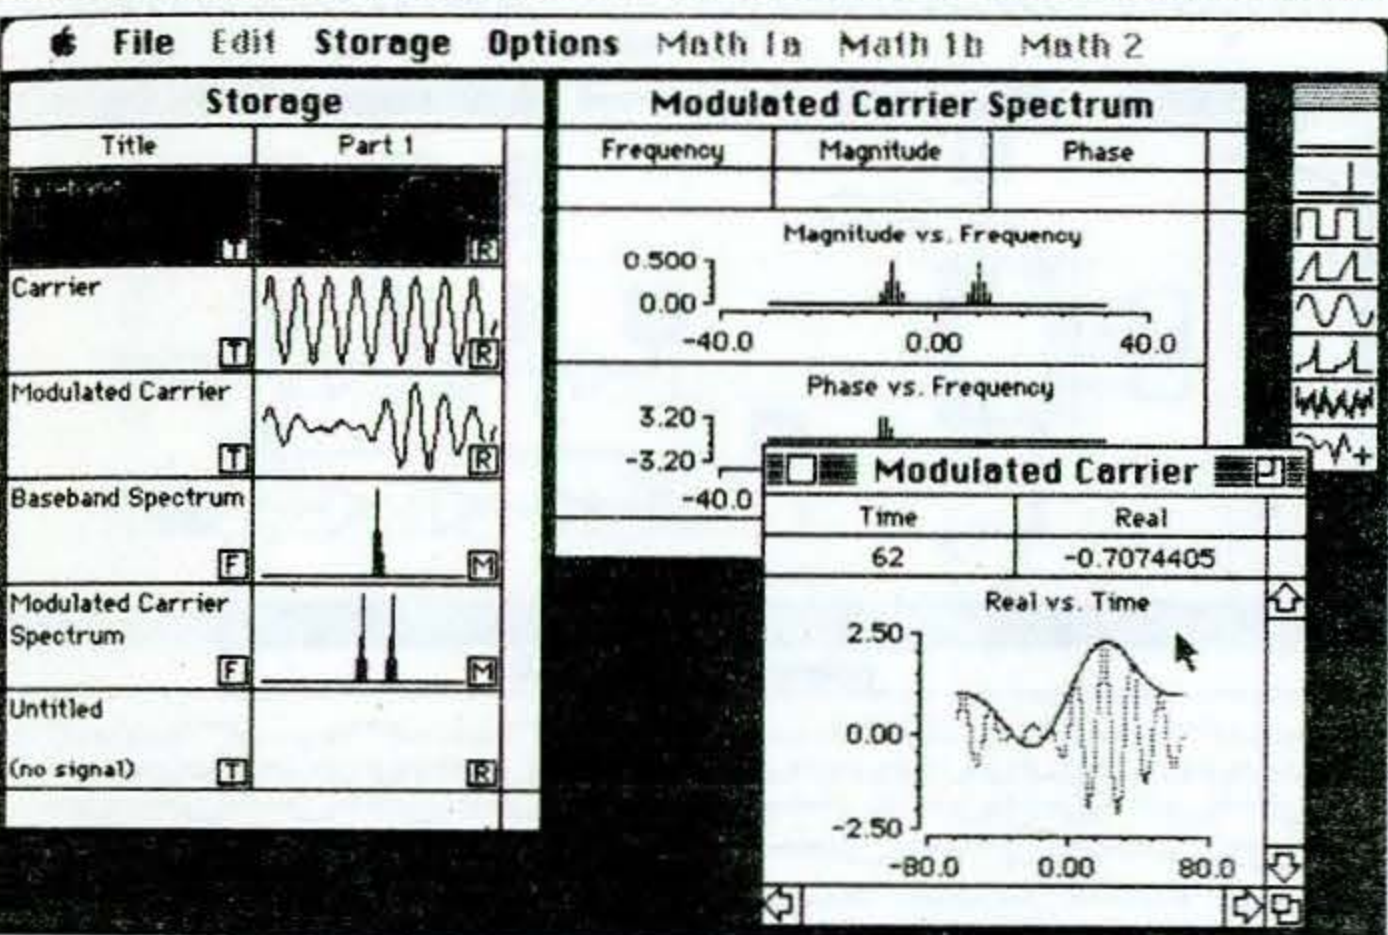 File Edit Storage Options Math 1a Math 1b Math 2
Storage
Title Part 1
T R
Carrier
T R
Modulated Carrier
T R
Baseband Spectrum
F M
Modulated Carrier
Spectrum
F M
Untitled
(no signal) T R
Modulated Carrier Spectrum
Frequency Magnitude Phase
Magnitude vs. Frequency
0.500
0.00
-40.0 0.00 40.0
Phase vs. Frequency
3.20
-3.20
-40.0
Modulated Carrier
Time Real
62 -0.7074405
Real vs. Time
2.50
0.00
-2.50
-80.0 0.00 80.0